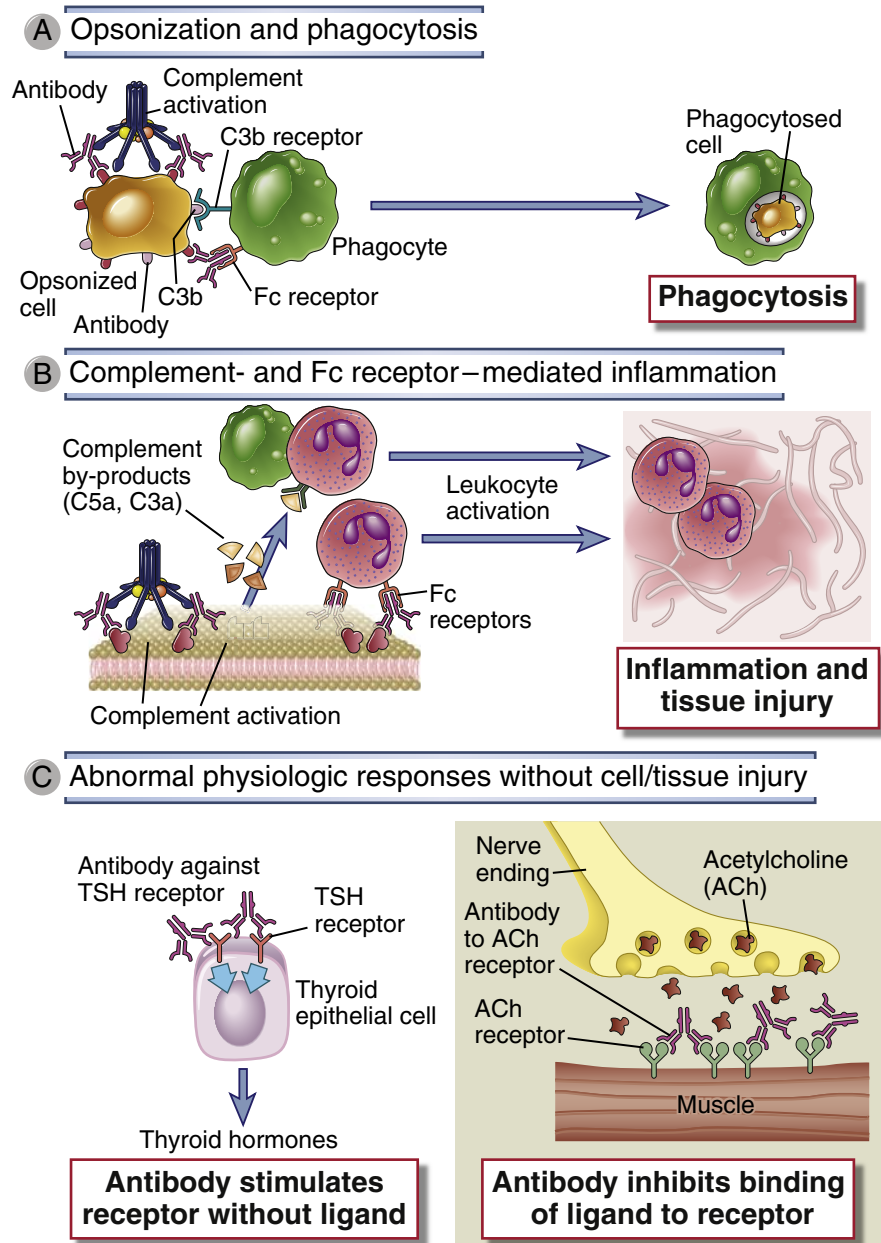 A Opsonization and phagocytosis
Antibody
Complement
activation
C3b receptor
Phagocyte
Opsonized
cell
C3b
Fc receptor
Antibody
Phagocytosed
cell
Phagocytosis
B Complement- and Fc receptor–mediated inflammation
Complement
by-products
(C5a, C3a)
Leukocyte
activation
Fc
receptors
Complement activation
Inflammation and
tissue injury
C Abnormal physiologic responses without cell/tissue injury
Antibody against
TSH receptor
TSH
receptor
Thyroid
epithelial cell
Thyroid hormones
Antibody stimulates
receptor without ligand
Nerve
ending
Acetylcholine
(ACh)
Antibody
to ACh
receptor
ACh
receptor
Muscle
Antibody inhibits binding
of ligand to receptor